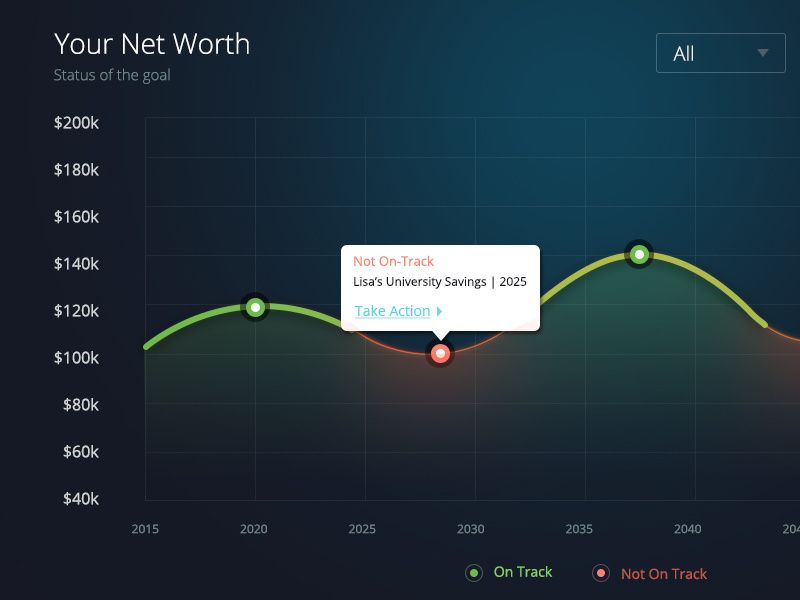 Your Net Worth
Status of the goal
All
$200k
$180k
$160k
$140k
$120k
$100k
$80k
$60k
$40k
Not On-Track
Lisa's University Savings | 2025
Take Action
2015
2020
2025
2030
2035
2040
On Track
Not On Track